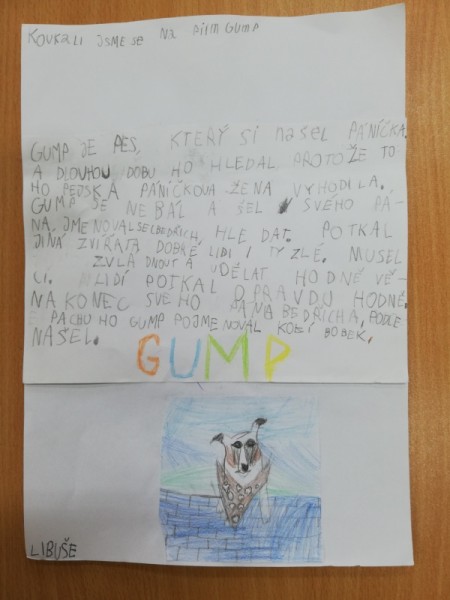 KOUKALI JSME SE NA FILM GUMP
GUMP JE PES, KTERÝ SI NAŠEL PÁNÍČKA
A DLOUHOU DOBU HO HLEDAL PROTOŽE TO
HO PEJSKA PÁNÍČKOVA ŽENA VYHODILA.
GUMP SE NEBÁL A ŠEL SVÉHO PÁ-
NA, JMENOVAL SE BEDŘICH, HLEDAT. POTKAL
JINÁ ZVÍŘATA DOBRÉ LIDI I TY ZLÉ. MUSEL
ZVLÁDNOUT A UDĚLAT HODNĚ VĚ-
CÍ. LIDÍ POTKAL OPRAVDU HODNĚ.
NAKONEC SVÉHO PÁNA BEDŘICHA, PODLE
PACHU HO GUMP POJMENOVAL KOZÍ BOBEK,
NAŠEL.
GUMP
LIBUŠE